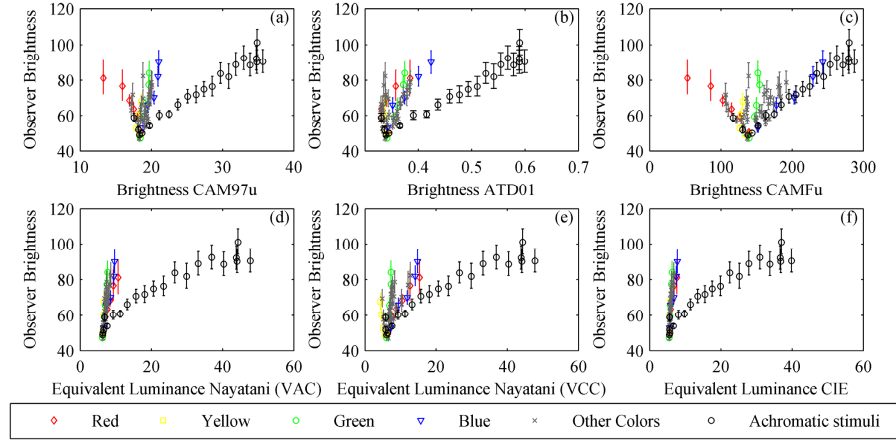 (a) (b) (c)
120 120 120
100 100 100
80 80 80
60 60 60
40 40 40
Observer Brightness Observer Brightness Observer Brightness
10 20 30 40 0.4 0.5 0.6 0.7 0 100 200 300
Brightness CAM97u Brightness ATD01 Brightness CAMFu
(d) (e) (f)
120 120 120
100 100 100
80 80 80
60 60 60
40 40 40
Observer Brightness Observer Brightness Observer Brightness
0 20 40 60 0 20 40 60 0 20 40 60
Equivalent Luminance Nayatani (VAC) Equivalent Luminance Nayatani (VCC) Equivalent Luminance CIE
Red Yellow Green Blue Other Colors Achromatic stimuli